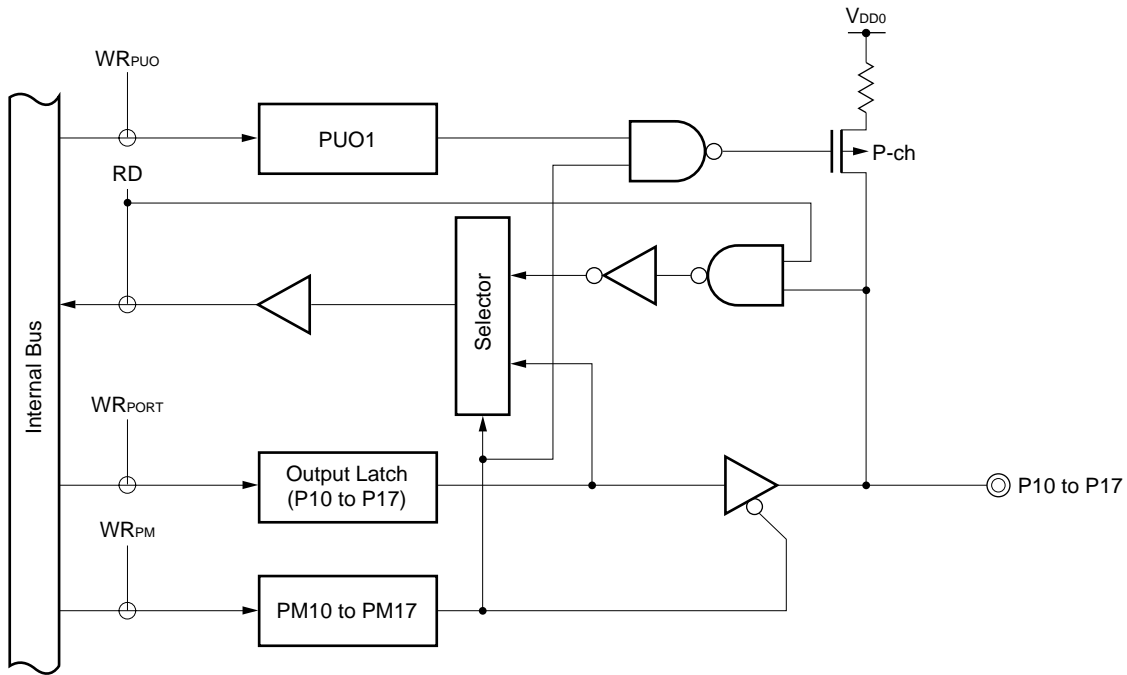 VDD0
WRPUO
PUO1
P-ch
RD
Selector
Internal Bus
WRPORT
Output Latch
(P10 to P17)
P10 to P17
WRPM
PM10 to PM17